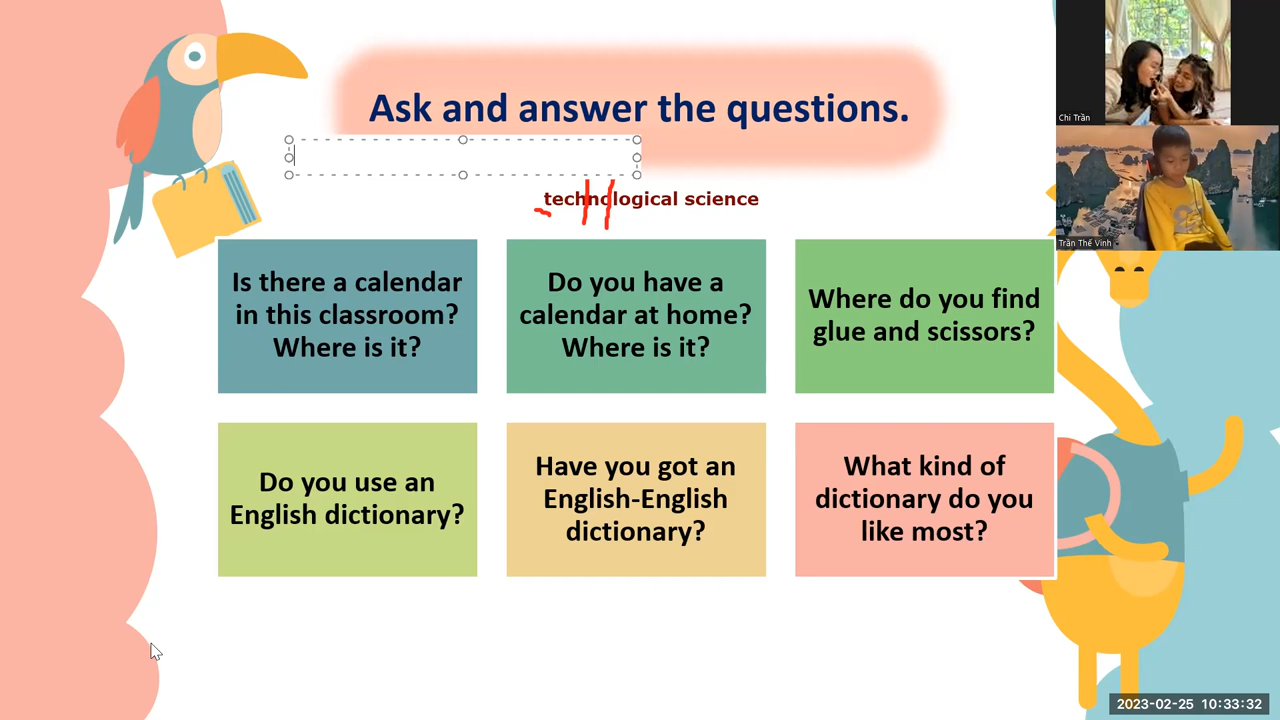 Ask and answer the questions.
technological science
Is there a calendar
in this classroom?
Where is it?
Do you have a
calendar at home?
Where is it?
Where do you find
glue and scissors?
Do you use an
English dictionary?
Have you got an
English-English
dictionary?
What kind of
dictionary do you
like most?
Chi Trần
Trần Thế Vinh
2023-02-25 10:33:32